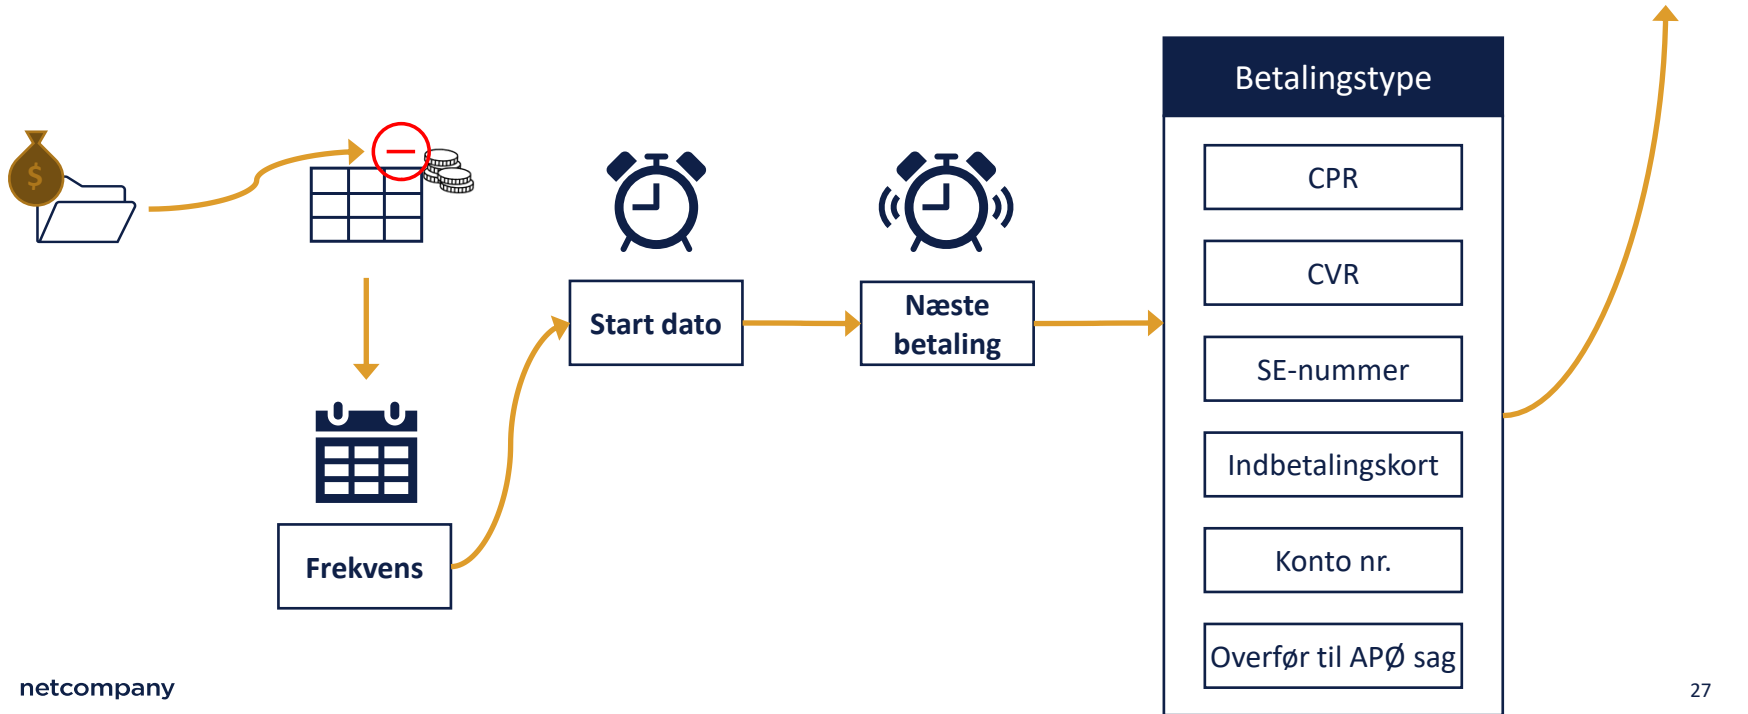 Betalingstype
CPR
CVR
SE-nummer
Indbetalingskort
Konto nr.
Overfør til APØ sag
$
Start dato
Næste
betaling
Frekvens
netcompany
27